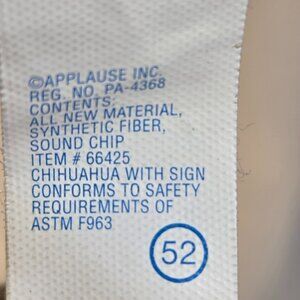 ©APPLAUSE INC.
REG. NO. PA-4368
CONTENTS:
ALL NEW MATERIAL,
SYNTHETIC FIBER,
SOUND CHIP
ITEM # 66425
CHIHUAHUA WITH SIGN
CONFORMS TO SAFETY
REQUIREMENTS OF
ASTM F963
52